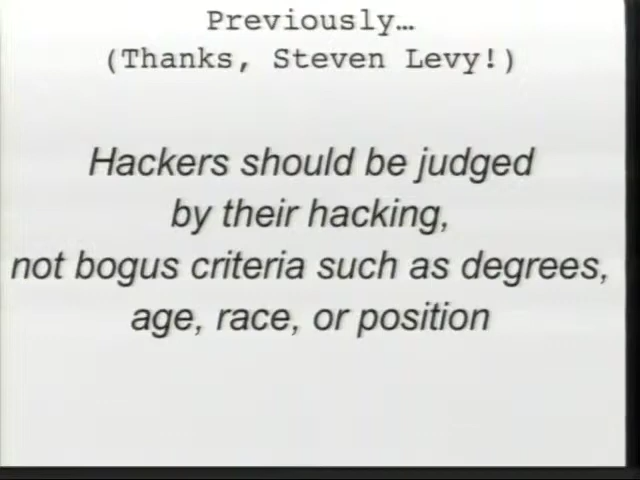 Previously…
(Thanks, Steven Levy!)
Hackers should be judged
by their hacking,
not bogus criteria such as degrees,
age, race, or position